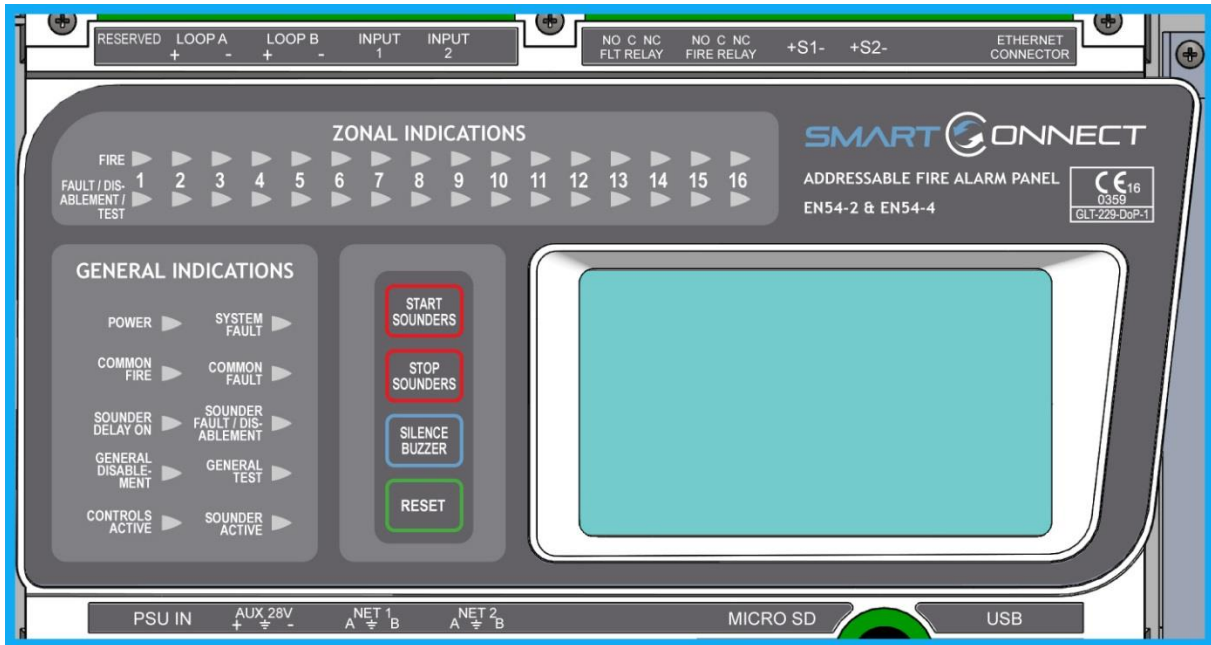 RESERVED LOOP A LOOP B INPUT INPUT
+ - + - 1 2
NO C NC NO C NC +S1- +S2- ETHERNET
FLT RELAY FIRE RELAY CONNECTOR
ZONAL INDICATIONS
FIRE
1 2 3 4 5 6 7 8 9 10 11 12 13 14 15 16
FAULT / DIS-
ABLEMENT /
TEST
SMART CONNECT
ADDRESSABLE FIRE ALARM PANEL
EN54-2 & EN54-4
CE 16
0359
GLT-229-DoP-1
GENERAL INDICATIONS
POWER
SYSTEM
FAULT
COMMON
FIRE
COMMON
FAULT
SOUNDER
DELAY ON
SOUNDER
FAULT / DIS-
ABLEMENT
GENERAL
DISABLE-
MENT
GENERAL
TEST
CONTROLS
ACTIVE
SOUNDER
ACTIVE
START
SOUNDERS
STOP
SOUNDERS
SILENCE
BUZZER
RESET
PSU IN
AUX 28V
+ -
NET 1
A B
NET 2
A B
MICRO SD
USB